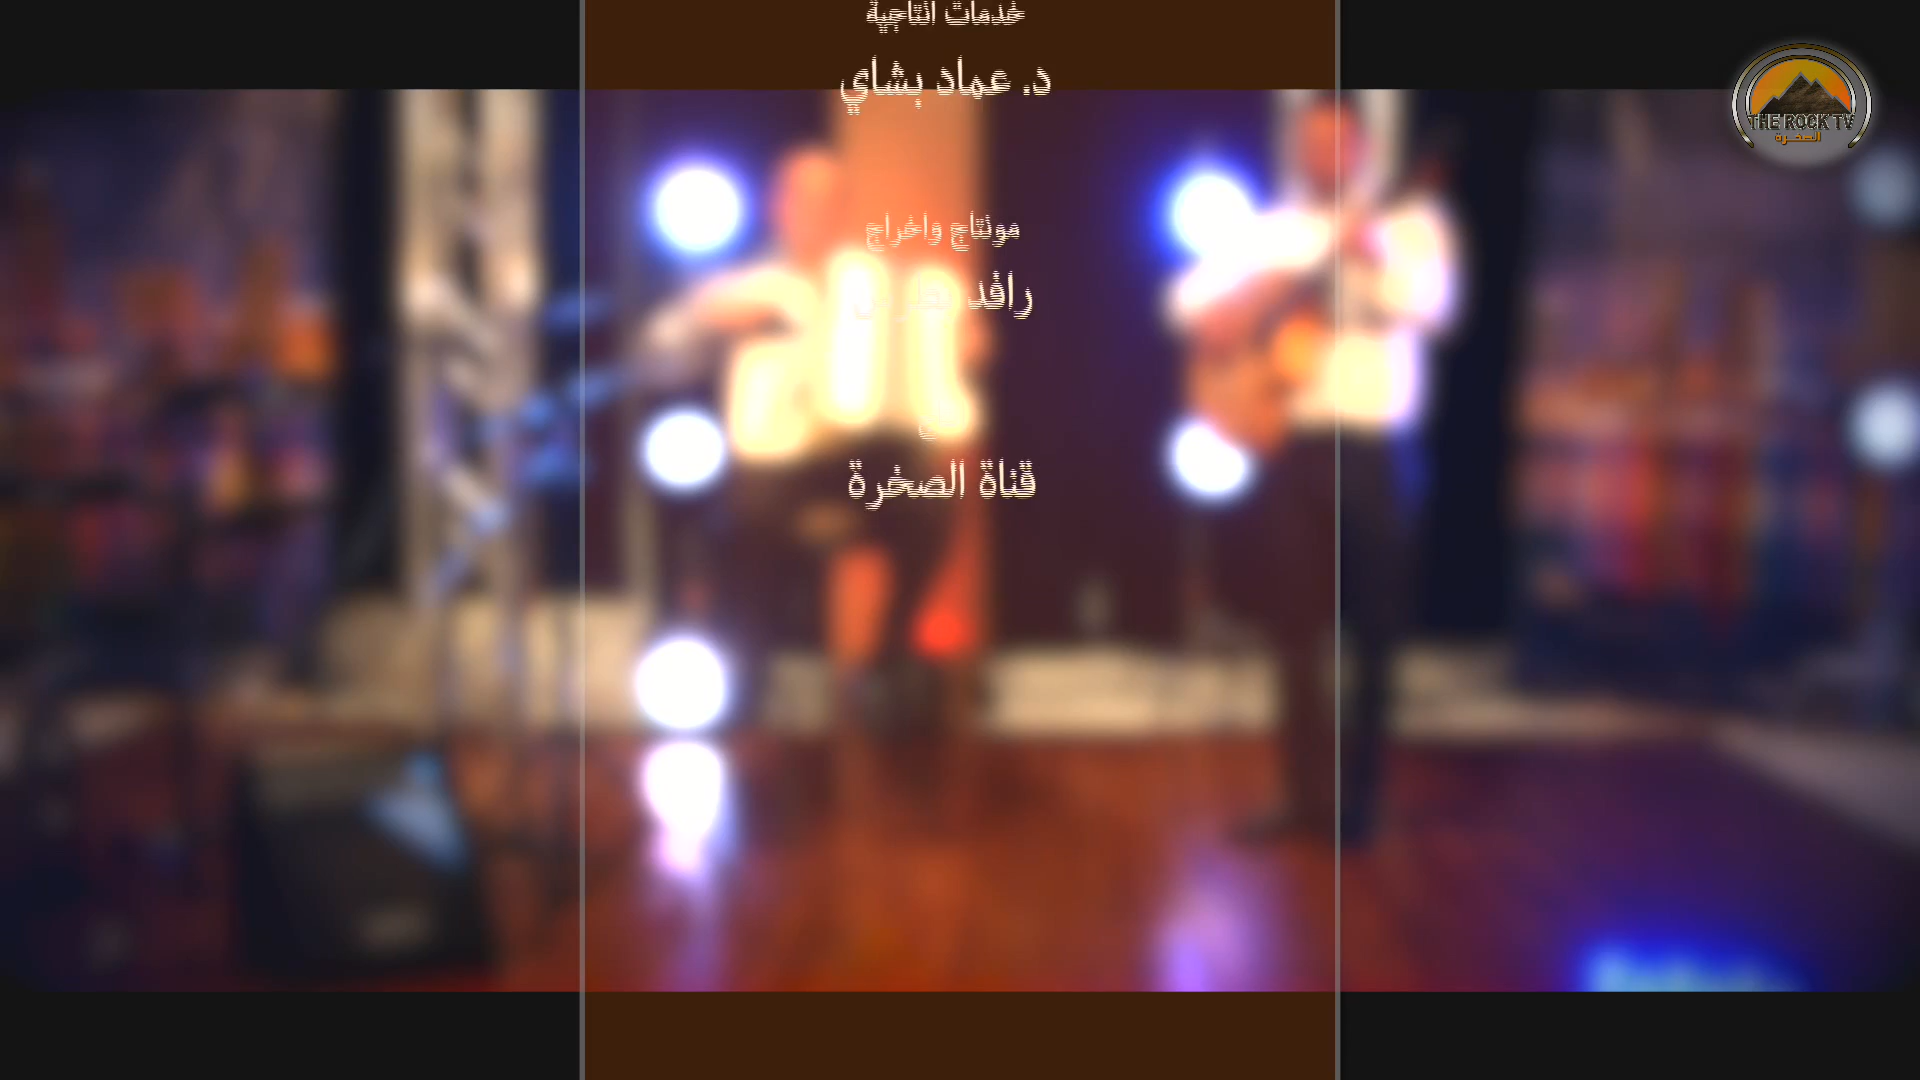 خدمات انتاجية
د. عماد بشاي
مونتاج واخراج
رافد
قناة الصخرة
THE ROCK TV
الصخرة